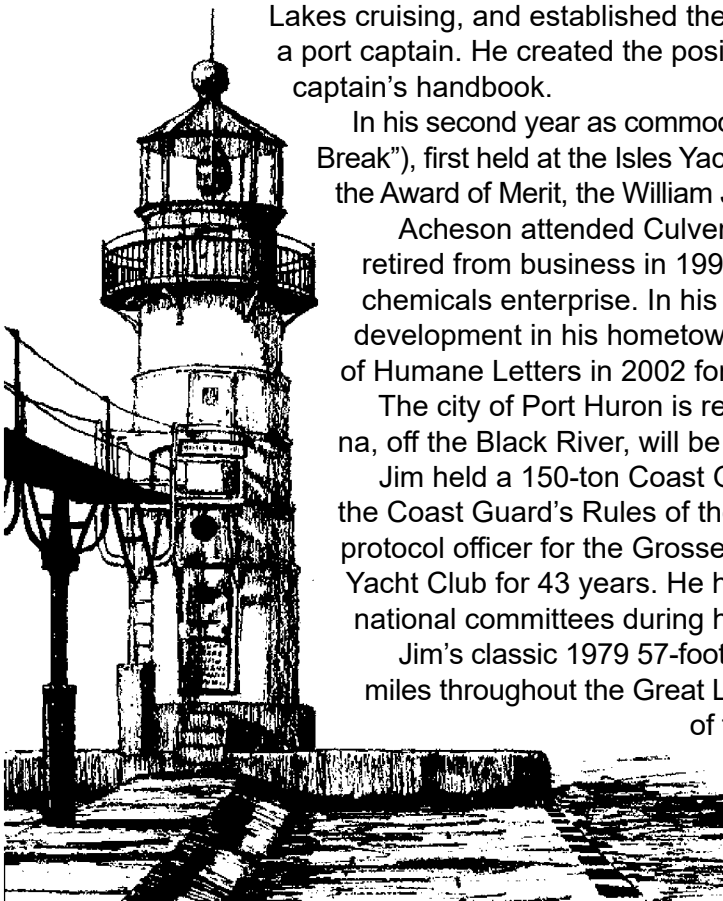 Lakes cruising, and established the
a port captain. He created the posi
captain’s handbook.
In his second year as commod
Break”), first held at the Isles Yac
the Award of Merit, the William
Acheson attended Culver
retired from business in 199
chemicals enterprise. In his
development in his hometow
of Humane Letters in 2002 for
The city of Port Huron is re
na, off the Black River, will be
Jim held a 150-ton Coast
the Coast Guard’s Rules of the
protocol officer for the Grosse
Yacht Club for 43 years. He h
national committees during h
Jim’s classic 1979 57-foot
miles throughout the Great L
of